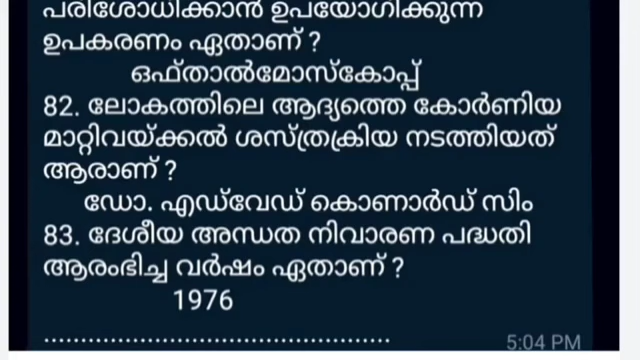 പരിശോധിക്കാൻ ഉപയോഗിക്കുന്ന
ഉപകരണം ഏതാണ് ?
ഒഫ്താൽമോസ്കോപ്പ്
82. ലോകത്തിലെ ആദ്യത്തെ കോർണിയ
മാറ്റിവയ്ക്കൽ ശസ്ത്രക്രിയ നടത്തിയത്
ആരാണ് ?
ഡോ. എഡ്വേഡ് കൊണാർഡ് സിം
83. ദേശീയ അന്ധത നിവാരണ പദ്ധതി
ആരംഭിച്ച വർഷം ഏതാണ് ?
1976
...............................................
5:04 PM